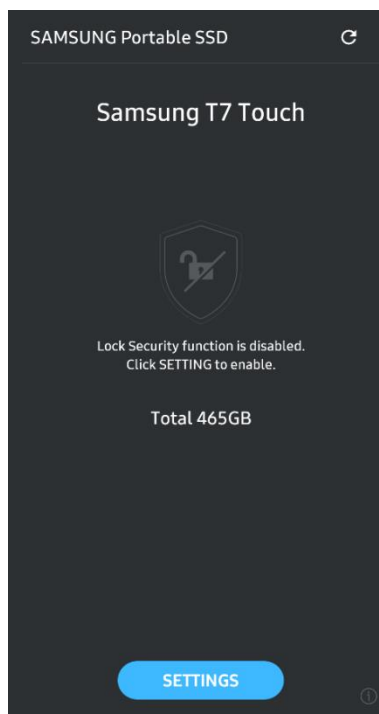 SAMSUNG Portable SSD
Samsung T7 Touch
Lock Security function is disabled.
Click SETTING to enable.
Total 465GB
SETTINGS